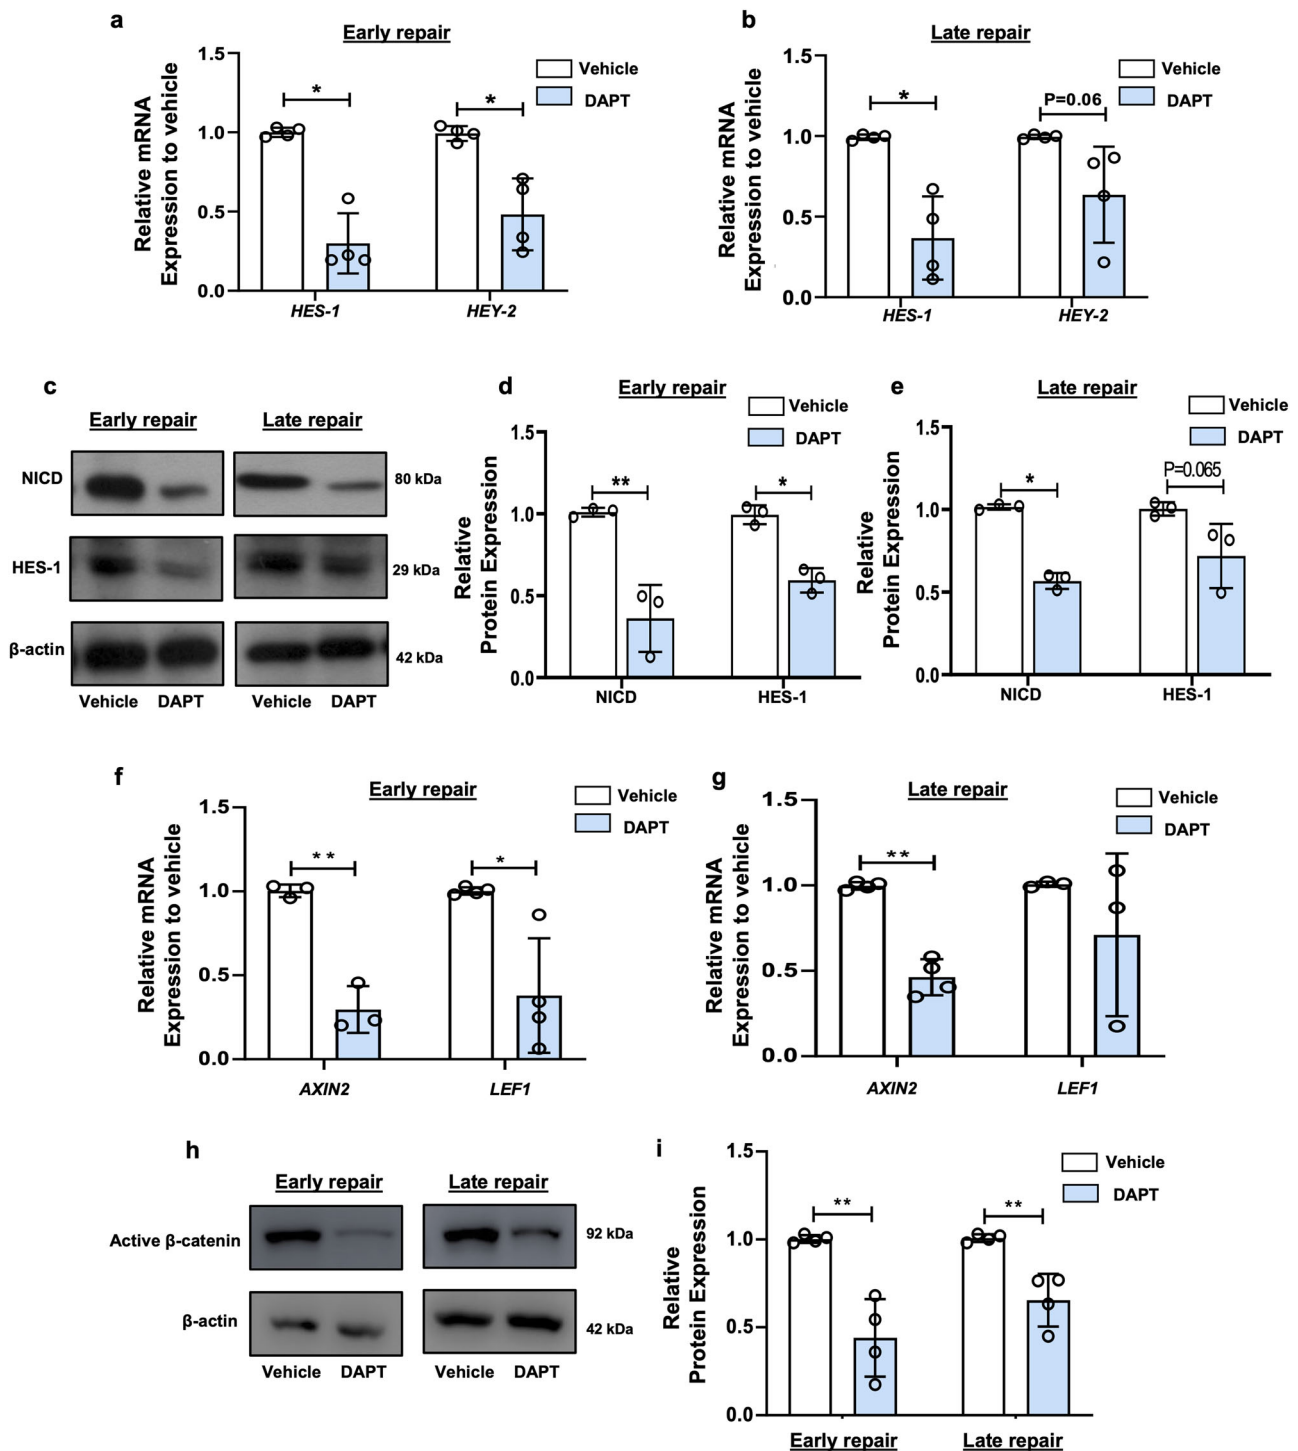 a
Early repair
Relative mRNA
Expression to vehicle
1.5
1.0
0.5
0.0
*
*
Vehicle
DAPT
HES-1
HEY-2
b
Late repair
Relative mRNA
Expression to vehicle
1.5
1.0
0.5
0.0
*
P=0.06
Vehicle
DAPT
HES-1
HEY-2
c
Early repair
Late repair
NICD
80 kDa
HES-1
29 kDa
β-actin
42 kDa
Vehicle
DAPT
Vehicle
DAPT
d
Early repair
Relative
Protein Expression
1.5
1.0
0.5
0.0
**
*
Vehicle
DAPT
NICD
HES-1
e
Late repair
Relative
Protein Expression
1.5
1.0
0.5
0.0
*
P=0.065
Vehicle
DAPT
NICD
HES-1
f
Early repair
Relative mRNA
Expression to vehicle
1.5
1.0
0.5
0.0
**
*
Vehicle
DAPT
AXIN2
LEF1
g
Late repair
Relative mRNA
Expression to vehicle
1.5
1.0
0.5
0.0
**
Vehicle
DAPT
AXIN2
LEF1
h
Early repair
Late repair
Active β-catenin
92 kDa
β-actin
42 kDa
Vehicle
DAPT
Vehicle
DAPT
i
Relative
Protein Expression
1.5
1.0
0.5
0.0
**
**
Vehicle
DAPT
Early repair
Late repair